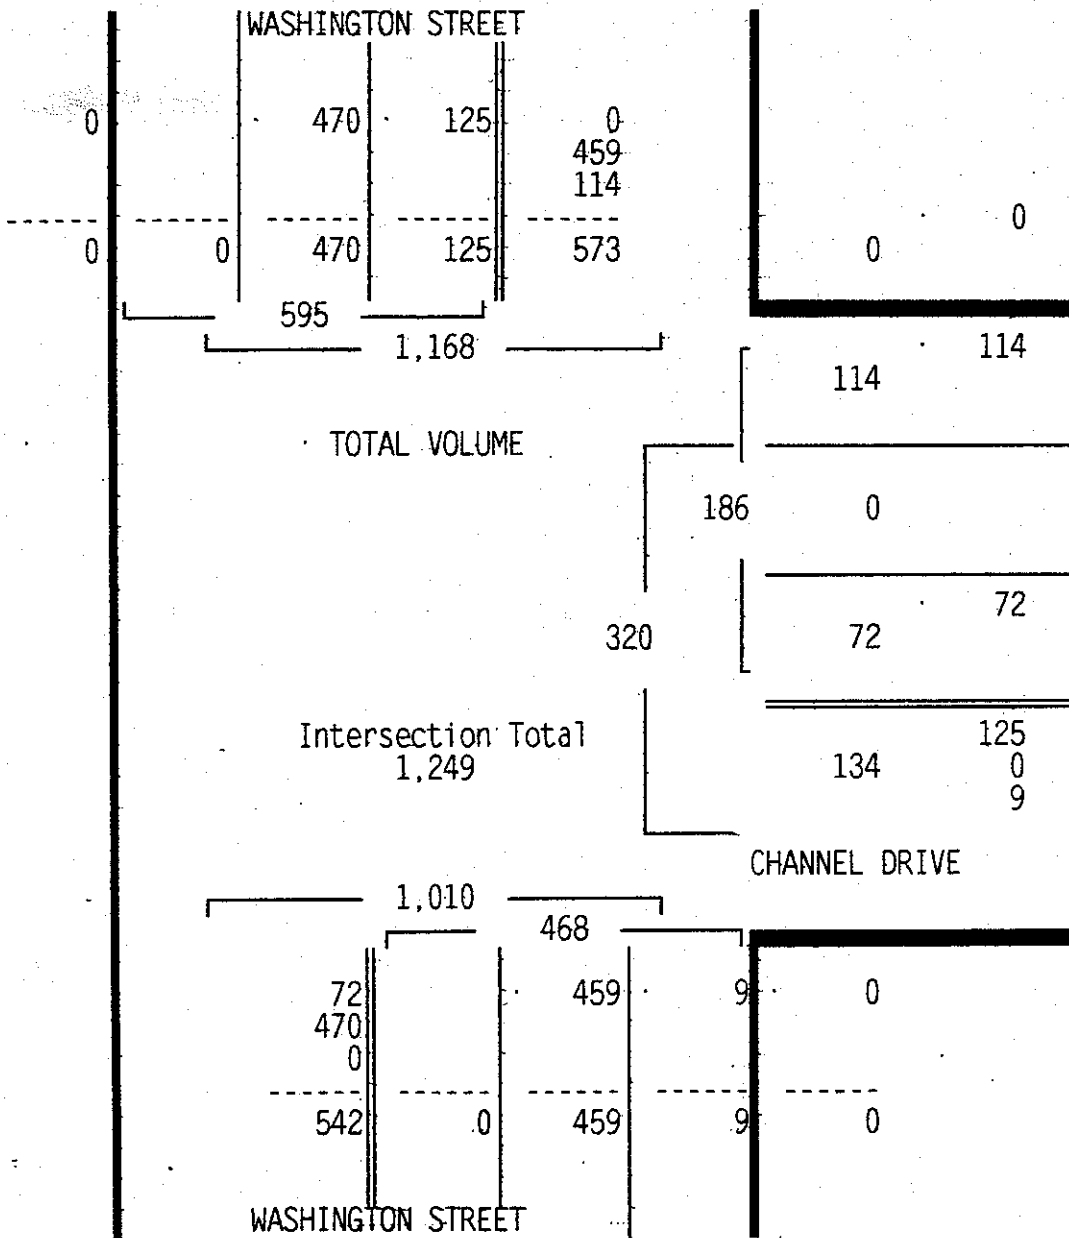 WASHINGTON STREET
0 470 125 0
459
114
0
0 0 470 125 573 0
595
1,168 114
114
TOTAL VOLUME
186 0
72
320 72
Intersection Total 125
1,249 134 0
9
CHANNEL DRIVE
1,010
468
72 459 9 0
470
0
542 0 459 9 0
WASHINGTON STREET